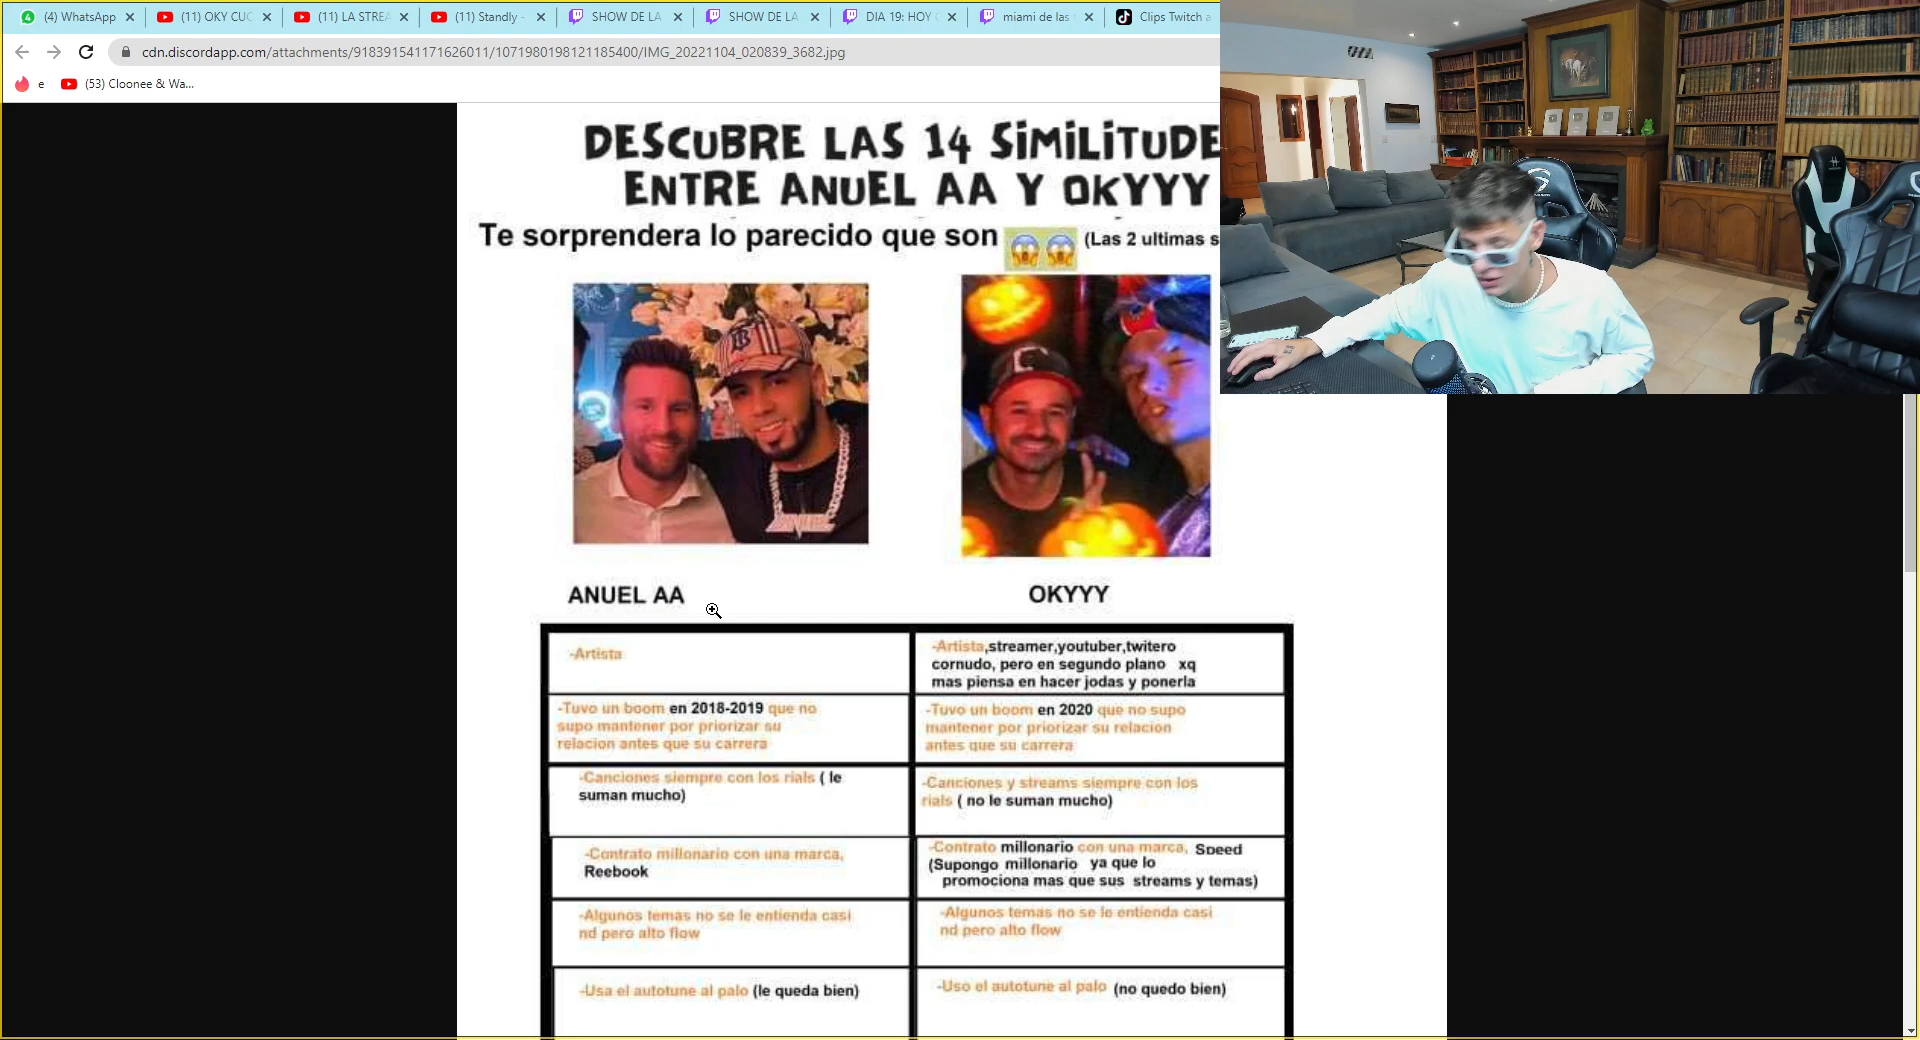 (4) WhatsApp
(11) OKY CUC
(11) LA STREA
(11) Standly -
SHOW DE LA
SHOW DE LA
DIA 19: HOY
miami de las
Clips Twitch a
cdn.discordapp.com/attachments/918391541171626011/1071980198121185400/IMG_20221104_020839_3682.jpg
e
(53) Cloonee & Wa...
DESCUBRE LAS 14 SIMILITUDE
ENTRE ANUEL AA Y OKYYY
Te sorprendera lo parecido que son (Las 2 ultimas s
ANUEL AA
OKYYY
-Artista
-Artista,streamer,youtuber,twitero
cornudo, pero en segundo plano xq
mas piensa en hacer jodas y ponerla
-Tuvo un boom en 2018-2019 que no
supo mantener por priorizar su
relacion antes que su carrera
-Tuvo un boom en 2020 que no supo
mantener por priorizar su relacion
antes que su carrera
-Canciones siempre con los rials ( le
suman mucho)
-Canciones y streams siempre con los
rials ( no le suman mucho)
-Contrato millonario con una marca,
Reebook
-Contrato millonario con una marca, Speed
(Supongo millonario ya que lo
promociona mas que sus streams y temas)
-Algunos temas no se le entienda casi
nd pero alto flow
-Algunos temas no se le entienda casi
nd pero alto flow
-Usa el autotune al palo (le queda bien)
-Uso el autotune al palo (no quedo bien)